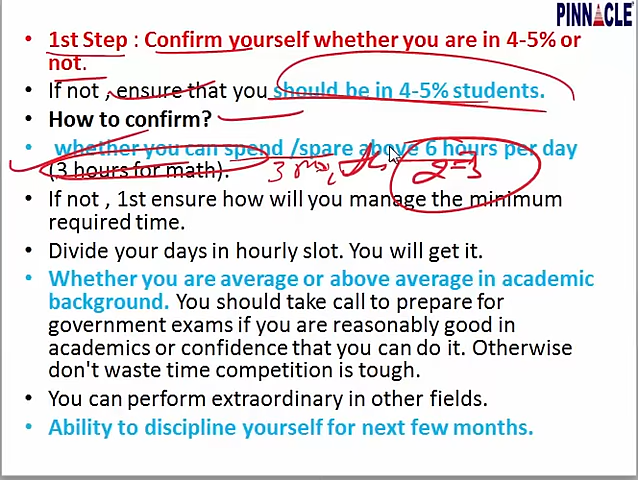 PINNACLE
1st Step : Confirm yourself whether you are in 4-5% or
not.
If not , ensure that you should be in 4-5% students.
How to confirm?
whether you can spend /spare above 6 hours per day
(3 hours for math).
2-3
If not , 1st ensure how will you manage the minimum
required time.
Divide your days in hourly slot. You will get it.
Whether you are average or above average in academic
background. You should take call to prepare for
government exams if you are reasonably good in
academics or confidence that you can do it. Otherwise
don't waste time competition is tough.
You can perform extraordinary in other fields.
Ability to discipline yourself for next few months.